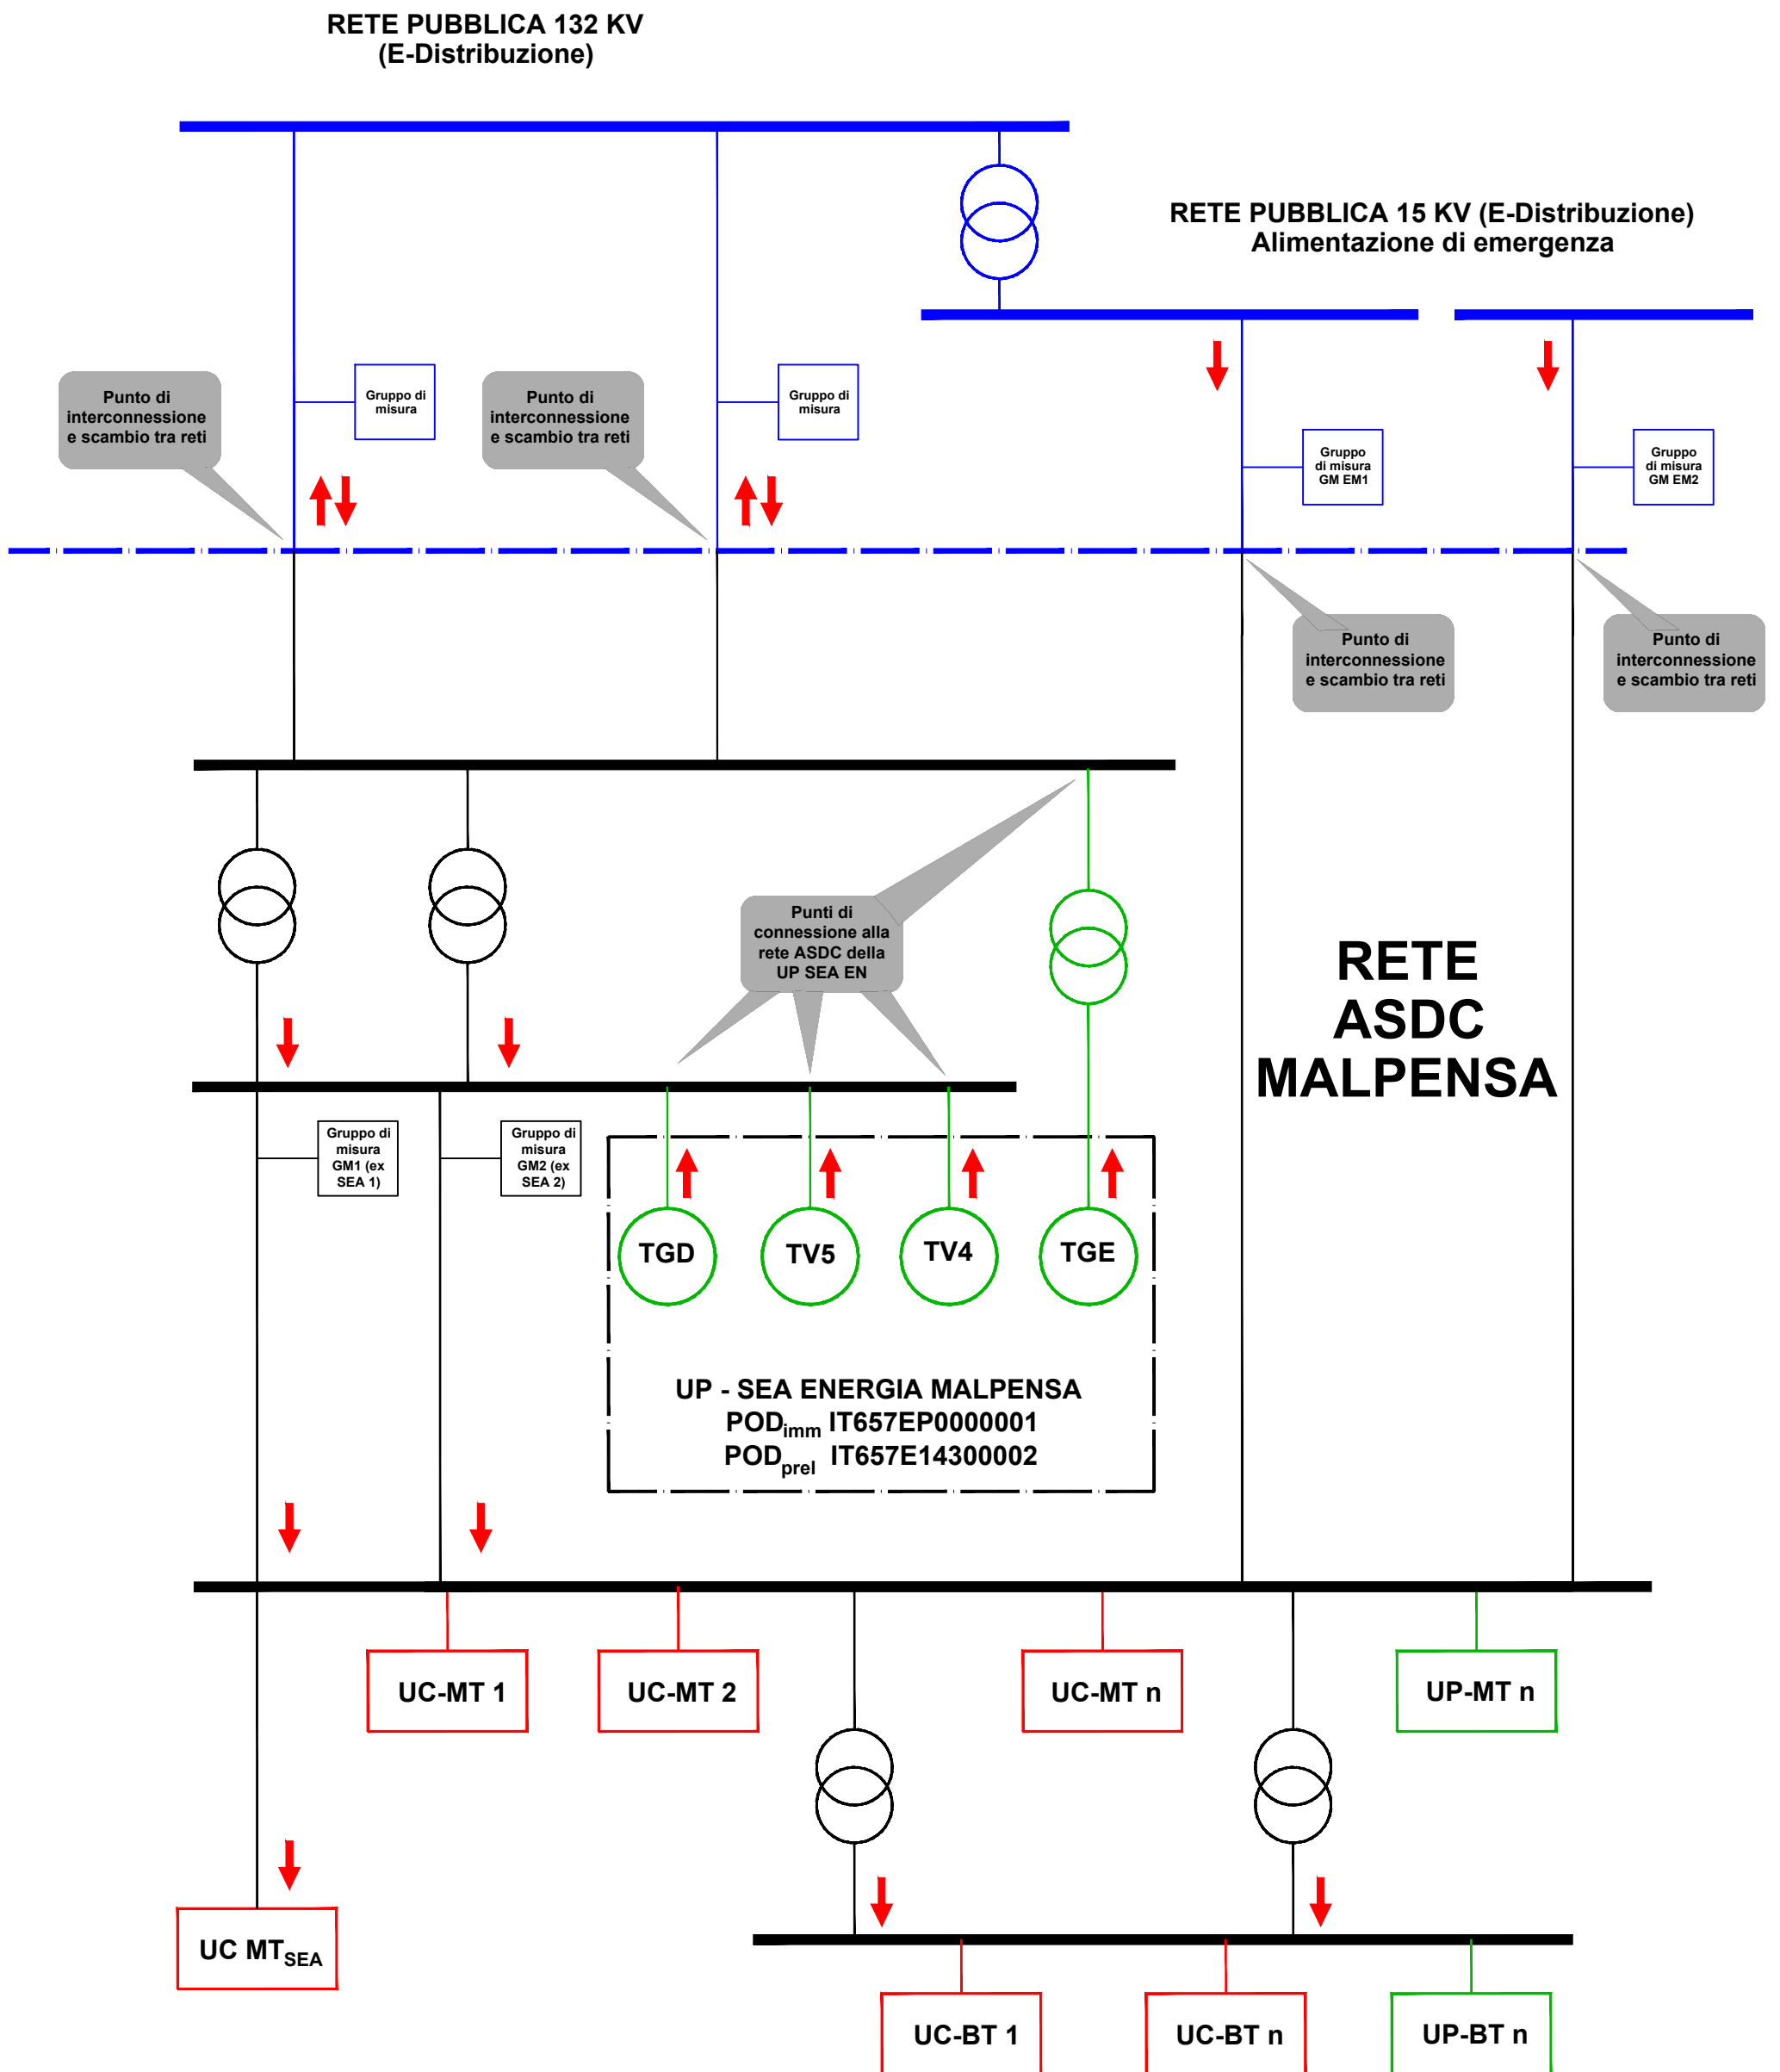 RETE PUBBLICA 132 KV
(E-Distribuzione)
RETE PUBBLICA 15 KV (E-Distribuzione)
Alimentazione di emergenza
Punto di
interconnessione
e scambio tra reti
Gruppo di
misura
Punto di
interconnessione
e scambio tra reti
Gruppo di
misura
Gruppo
di misura
GM EM1
Gruppo
di misura
GM EM2
Punto di
interconnessione
e scambio tra reti
Punto di
interconnessione
e scambio tra reti
Punti di
connessione alla
rete ASDC della
UP SEA EN
RETE
ASDC
MALPENSA
Gruppo di
misura
GM1 (ex
SEA 1)
Gruppo di
misura
GM2 (ex
SEA 2)
TGD
TV5
TV4
TGE
UP - SEA ENERGIA MALPENSA
PODimm IT657EP0000001
PODprel IT657E14300002
UC-MT 1
UC-MT 2
UC-MT n
UP-MT n
UC MTSEA
UC-BT 1
UC-BT n
UP-BT n